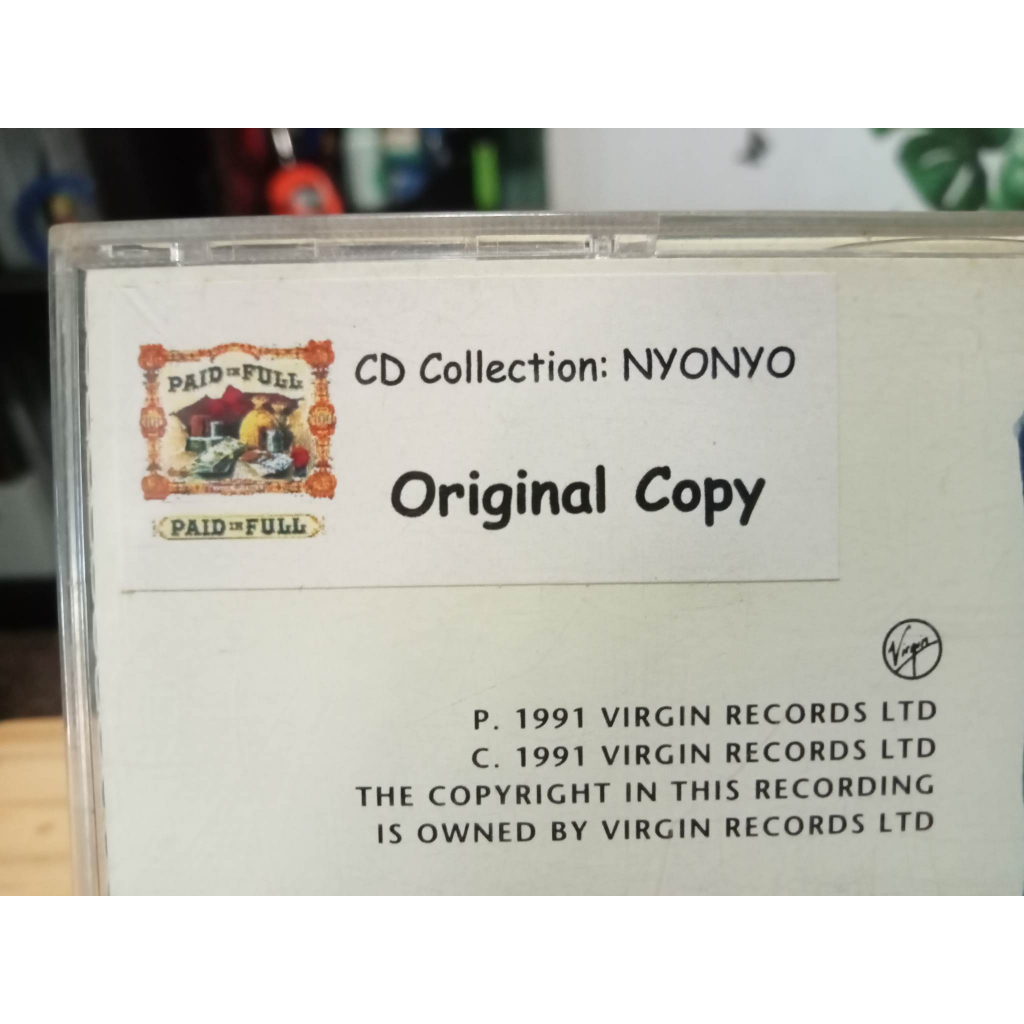 PAID IN FULL
CD Collection: NYONYO
Original Copy
PAID IN FULL
Virgin
P. 1991 VIRGIN RECORDS LTD
C. 1991 VIRGIN RECORDS LTD
THE COPYRIGHT IN THIS RECORDING
IS OWNED BY VIRGIN RECORDS LTD